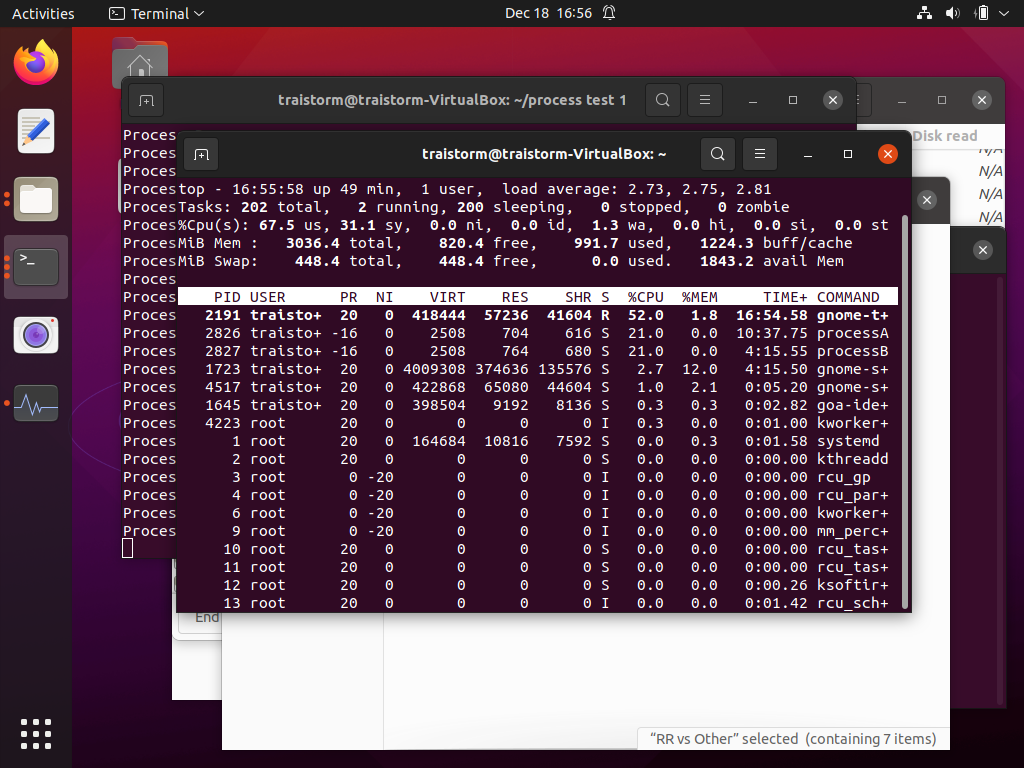 Activities
Terminal
Dec 18 16:56
traistorm@traistorm-VirtualBox: ~/process test 1
Disk read
N/A
N/A
N/A
N/A
traistorm@traistorm-VirtualBox: ~
Proces
Proces
Proces
Proces top - 16:55:58 up 49 min, 1 user, load average: 2.73, 2.75, 2.81
Proces Tasks: 202 total, 2 running, 200 sleeping, 0 stopped, 0 zombie
Proces %Cpu(s): 67.5 us, 31.1 sy, 0.0 ni, 0.0 id, 1.3 wa, 0.0 hi, 0.0 si, 0.0 st
Proces MiB Mem : 3036.4 total, 820.4 free, 991.7 used, 1224.3 buff/cache
Proces MiB Swap: 448.4 total, 448.4 free, 0.0 used. 1843.2 avail Mem
Proces
Proces PID USER PR NI VIRT RES SHR S %CPU %MEM TIME+ COMMAND
Proces 2191 traisto+ 20 0 418444 57236 41604 R 52.0 1.8 16:54.58 gnome-t+
Proces 2826 traisto+ -16 0 2508 704 616 S 21.0 0.0 10:37.75 processA
Proces 2827 traisto+ -16 0 2508 764 680 S 21.0 0.0 4:15.55 processB
Proces 1723 traisto+ 20 0 4009308 374636 135576 S 2.7 12.0 4:15.50 gnome-s+
Proces 4517 traisto+ 20 0 422868 65080 44604 S 1.0 2.1 0:05.20 gnome-s+
Proces 1645 traisto+ 20 0 398504 9192 8136 S 0.3 0.3 0:02.82 goa-ide+
Proces 4223 root 20 0 0 0 0 I 0.3 0.0 0:01.00 kworker+
Proces 1 root 20 0 164684 10816 7592 S 0.0 0.3 0:01.58 systemd
Proces 2 root 20 0 0 0 0 S 0.0 0.0 0:00.00 kthreadd
Proces 3 root 0 -20 0 0 0 I 0.0 0.0 0:00.00 rcu_gp
Proces 4 root 0 -20 0 0 0 I 0.0 0.0 0:00.00 rcu_par+
Proces 6 root 0 -20 0 0 0 I 0.0 0.0 0:00.00 kworker+
Proces 9 root 0 -20 0 0 0 I 0.0 0.0 0:00.00 mm_perc+
10 root 20 0 0 0 0 S 0.0 0.0 0:00.00 rcu_tas+
11 root 20 0 0 0 0 S 0.0 0.0 0:00.00 rcu_tas+
12 root 20 0 0 0 0 S 0.0 0.0 0:00.26 ksoftir+
13 root 20 0 0 0 0 I 0.0 0.0 0:01.42 rcu_sch+
End
“RR vs Other” selected (containing 7 items)